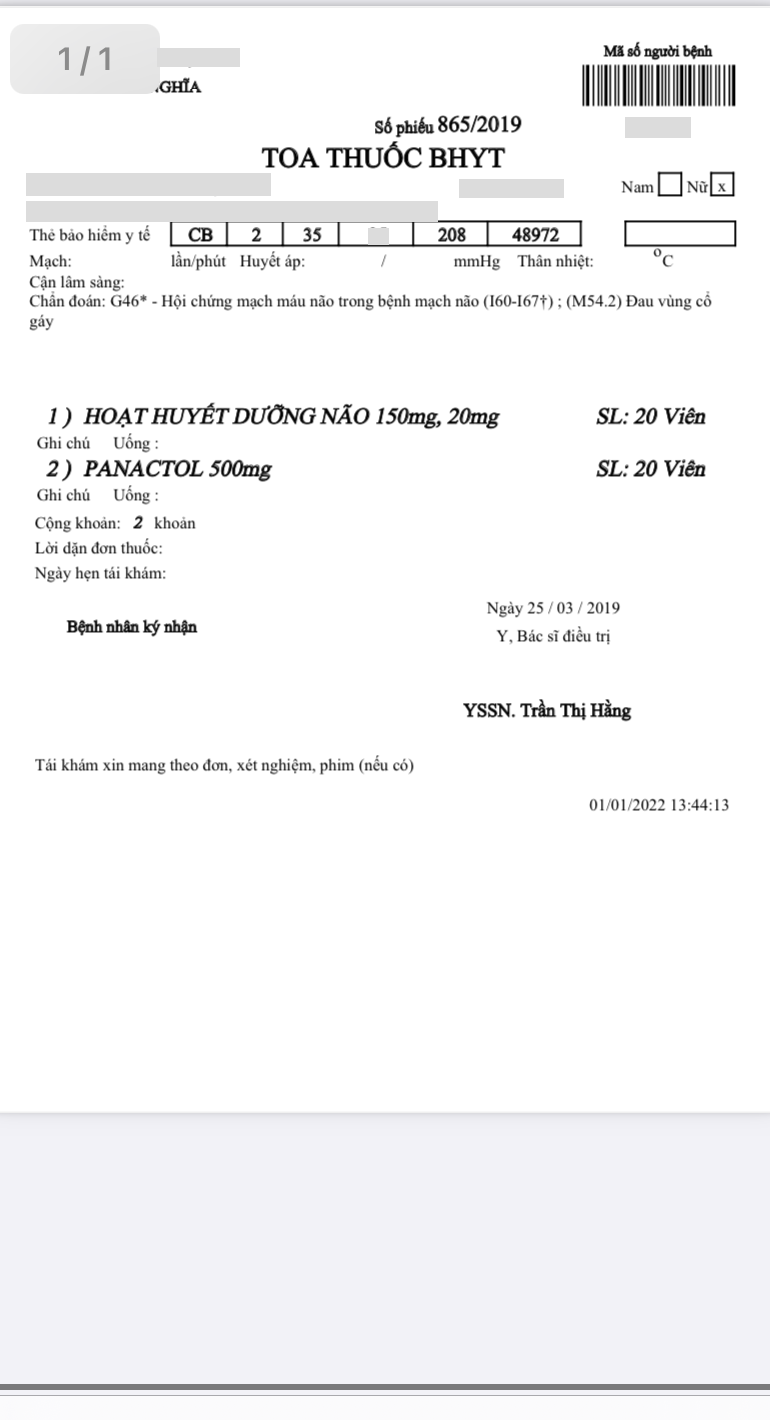 1/1
Mã số người bệnh
NGHĨA
Số phiếu 865/2019
TOA THUỐC BHYT
Nam Nữ x
Thẻ bảo hiểm y tế CB 2 35 208 48972
Mạch: lần/phút Huyết áp: / mmHg Thân nhiệt: °C
Cận lâm sàng:
Chẩn đoán: G46* - Hội chứng mạch máu não trong bệnh mạch não (I60-I67†) ; (M54.2) Đau vùng cổ
gáy
1 ) HOẠT HUYẾT DƯỠNG NÃO 150mg, 20mg SL: 20 Viên
Ghi chú Uống :
2 ) PANACTOL 500mg SL: 20 Viên
Ghi chú Uống :
Cộng khoản: 2 khoản
Lời dặn đơn thuốc:
Ngày hẹn tái khám:
Ngày 25 / 03 / 2019
Bệnh nhân ký nhận
Y, Bác sĩ điều trị
YSSN. Trần Thị Hằng
Tái khám xin mang theo đơn, xét nghiệm, phim (nếu có)
01/01/2022 13:44:13